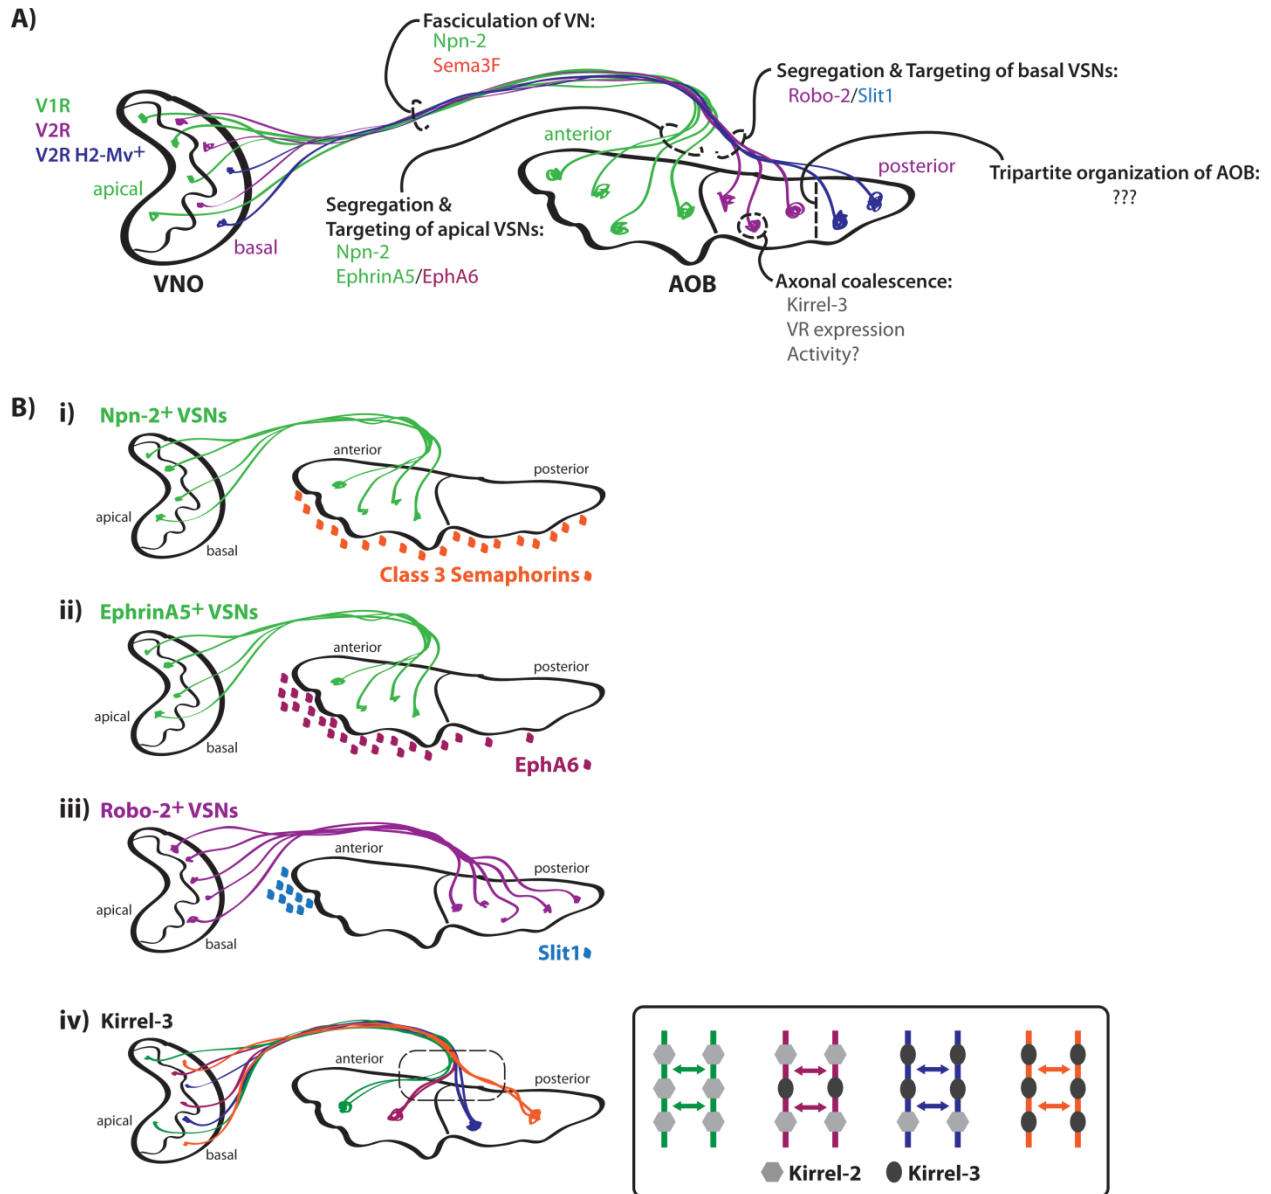 A)
Fasciculation of VN:
Npn-2
Sema3F
Segregation & Targeting of basal VSNs:
Robo-2/Slit1
V1R
V2R
V2R H2-Mv+
apical
basal
VNO
anterior
posterior
Tripartite organization of AOB:
???
Segregation &
Targeting of apical VSNs:
Npn-2
EphrinA5/EphA6
AOB
Axonal coalescence:
Kirrel-3
VR expression
Activity?
B)
i) Npn-2+ VSNs
anterior
posterior
apical
basal
Class 3 Semaphorins
ii) EphrinA5+ VSNs
anterior
posterior
apical
basal
EphA6
iii) Robo-2+ VSNs
anterior
posterior
apical
basal
Slit1
iv) Kirrel-3
anterior
posterior
apical
basal
Kirrel-2 Kirrel-3